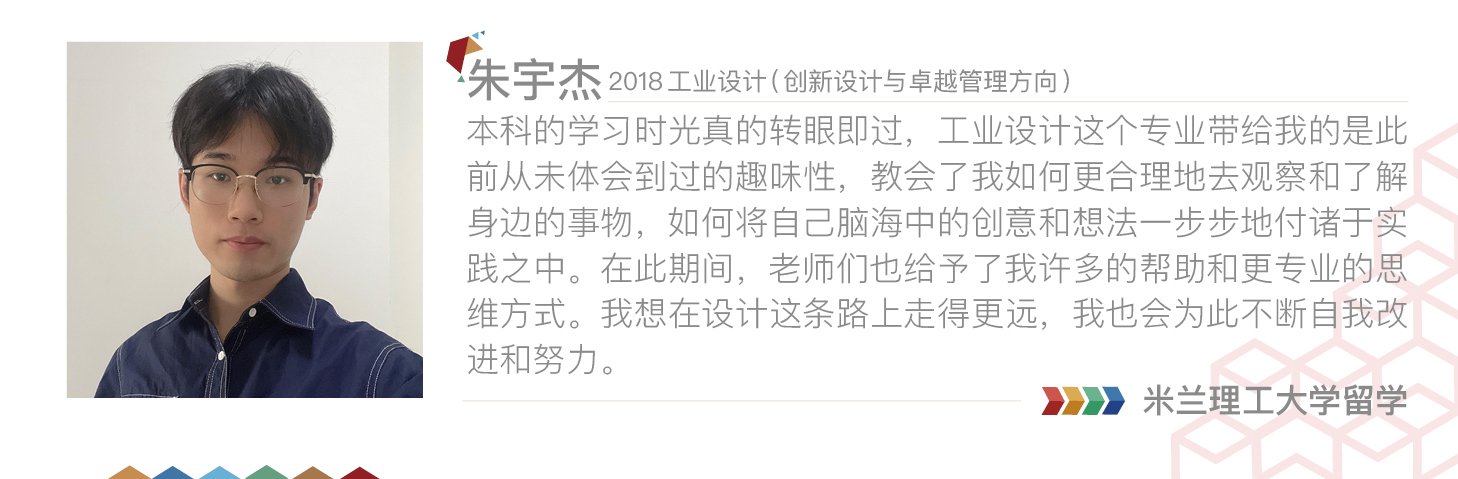 朱宇杰 2018 工业设计(创新设计与卓越管理方向)
本科的学习时光真的转眼即过，工业设计这个专业带给我的是此
前从未体会到过的趣味性，教会了我如何更合理地去观察和了解
身边的事物，如何将自己脑海中的创意和想法一步步地付诸于实
践之中。在此期间，老师们也给予了我许多的帮助和更专业的思
维方式。我想在设计这条路上走得更远，我也会为此不断自我改
进和努力。
米兰理工大学留学